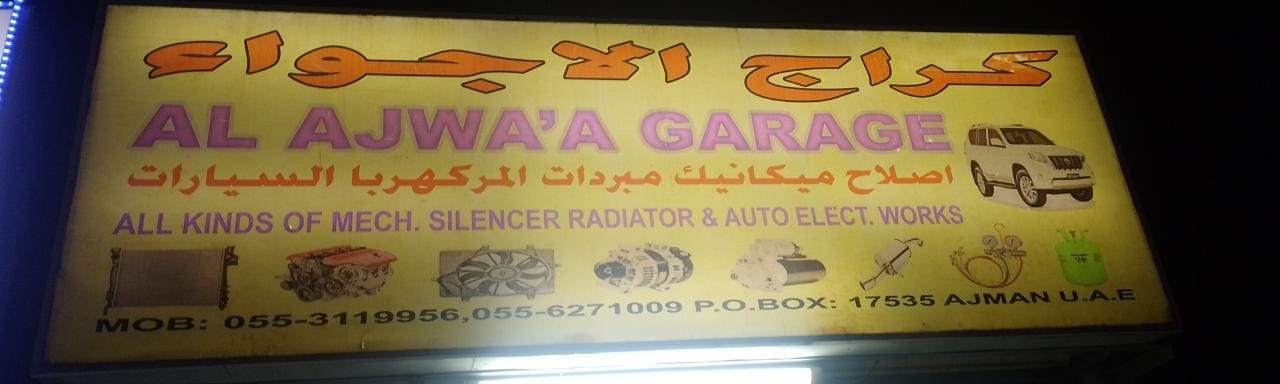 كراج الاجواء
AL AJWA'A GARAGE
اصلاح ميكانيك مبردات المركهربا السيارات
ALL KINDS OF MECH. SILENCER RADIATOR & AUTO ELECT. WORKS
MOB: 055-3119956,055-6271009 P.O.BOX: 17535 AJMAN U.A.E